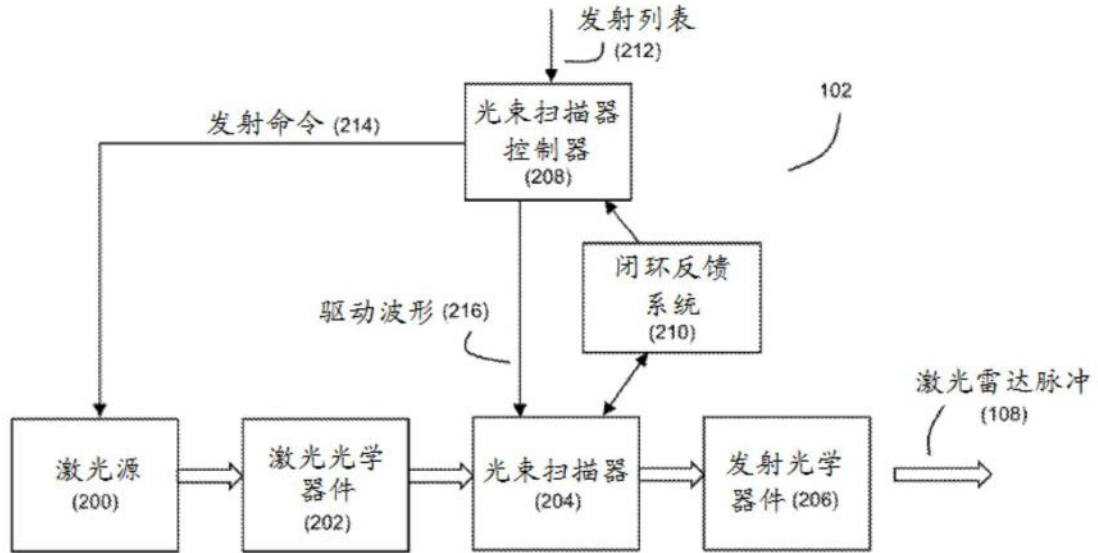 发射列表
(212)
102
光束扫描器
控制器
(208)
发射命令 (214)
闭环反馈
系统
(210)
驱动波形 (216)
激光雷达脉冲
(108)
激光源
(200)
激光光学
器件
(202)
光束扫描器
(204)
发射光学
器件 (206)